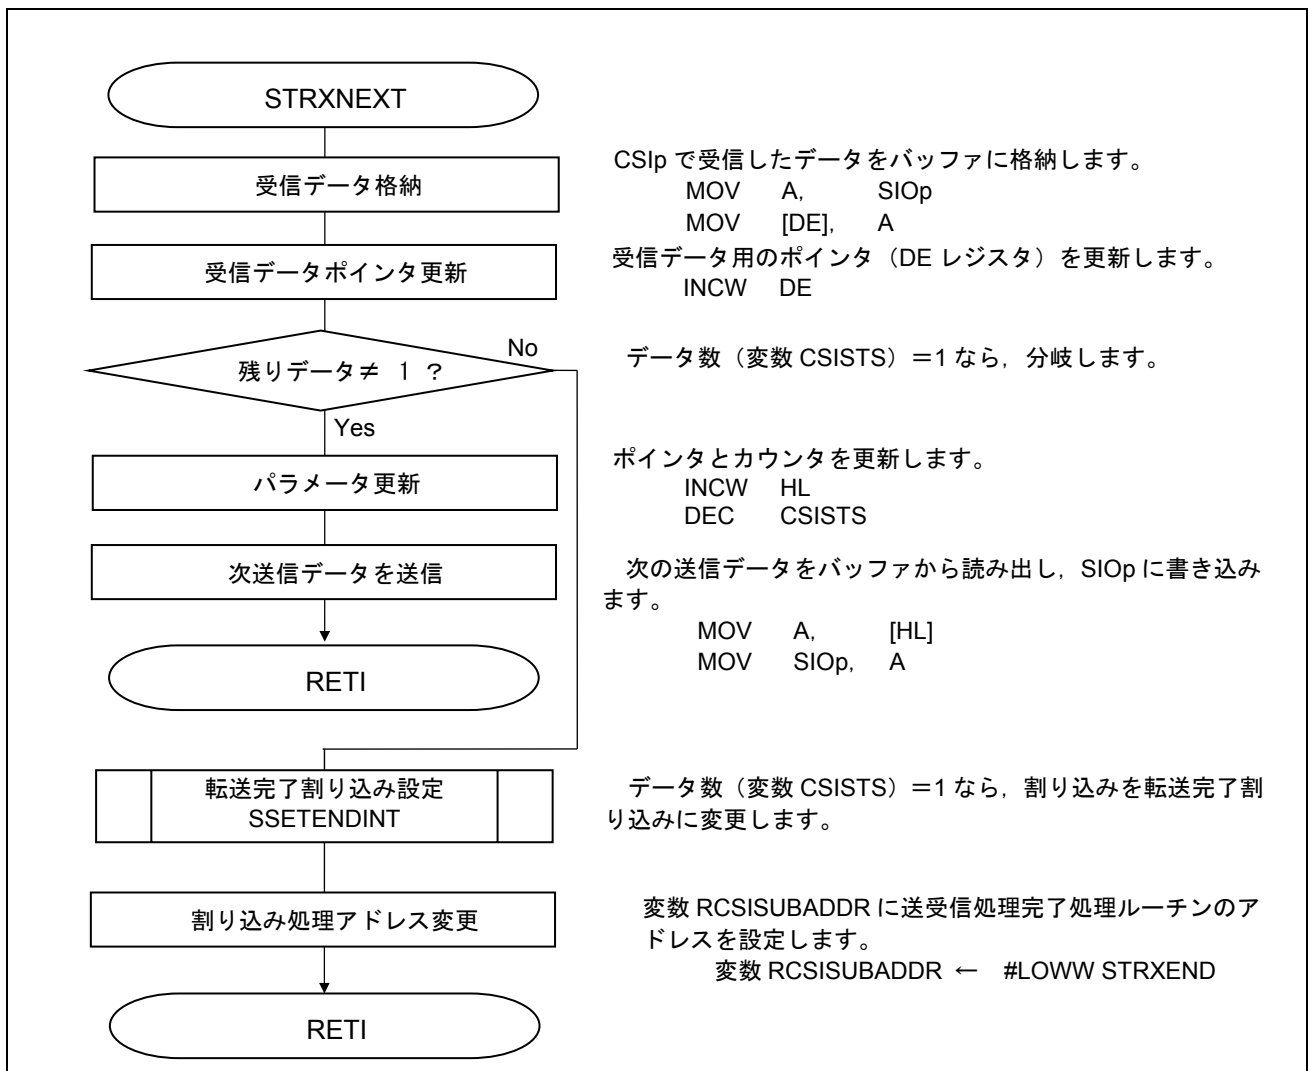 STRXNEXT
受信データ格納
CSIp で受信したデータをバッファに格納します。
MOV A, SIOp
MOV [DE], A
受信データポインタ更新
受信データ用のポインタ（DE レジスタ）を更新します。
INCW DE
残りデータ≠ 1 ?
No
データ数（変数 CSISTS）＝1 なら，分岐します。
Yes
パラメータ更新
ポインタとカウンタを更新します。
INCW HL
DEC CSISTS
次送信データを送信
次の送信データをバッファから読み出し，SIOp に書き込み
ます。
MOV A, [HL]
MOV SIOp, A
RETI
転送完了割り込み設定
SSETENDINT
データ数（変数 CSISTS）＝1 なら，割り込みを転送完了割
り込みに変更します。
割り込み処理アドレス変更
変数 RCSISUBADDR に送受信処理完了処理ルーチンのア
ドレスを設定します。
変数 RCSISUBADDR ← #LOWW STRXEND
RETI